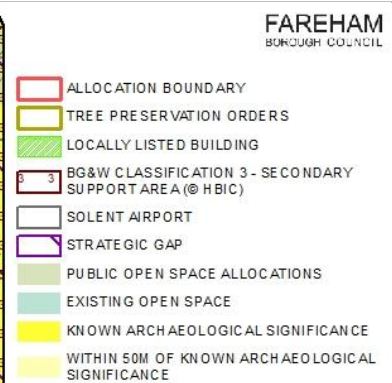 FAREHAM
BOROUGH COUNCIL
ALLOCATION BOUNDARY
TREE PRESERVATION ORDERS
LOCALLY LISTED BUILDING
3 3 BG&W CLASSIFICATION 3 - SECONDARY
SUPPORT AREA (© HBIC)
SOLENT AIRPORT
STRATEGIC GAP
PUBLIC OPEN SPACE ALLOCATIONS
EXISTING OPEN SPACE
KNOWN ARCHAEOLOGICAL SIGNIFICANCE
WITHIN 50M OF KNOWN ARCHAEOLOGICAL
SIGNIFICANCE